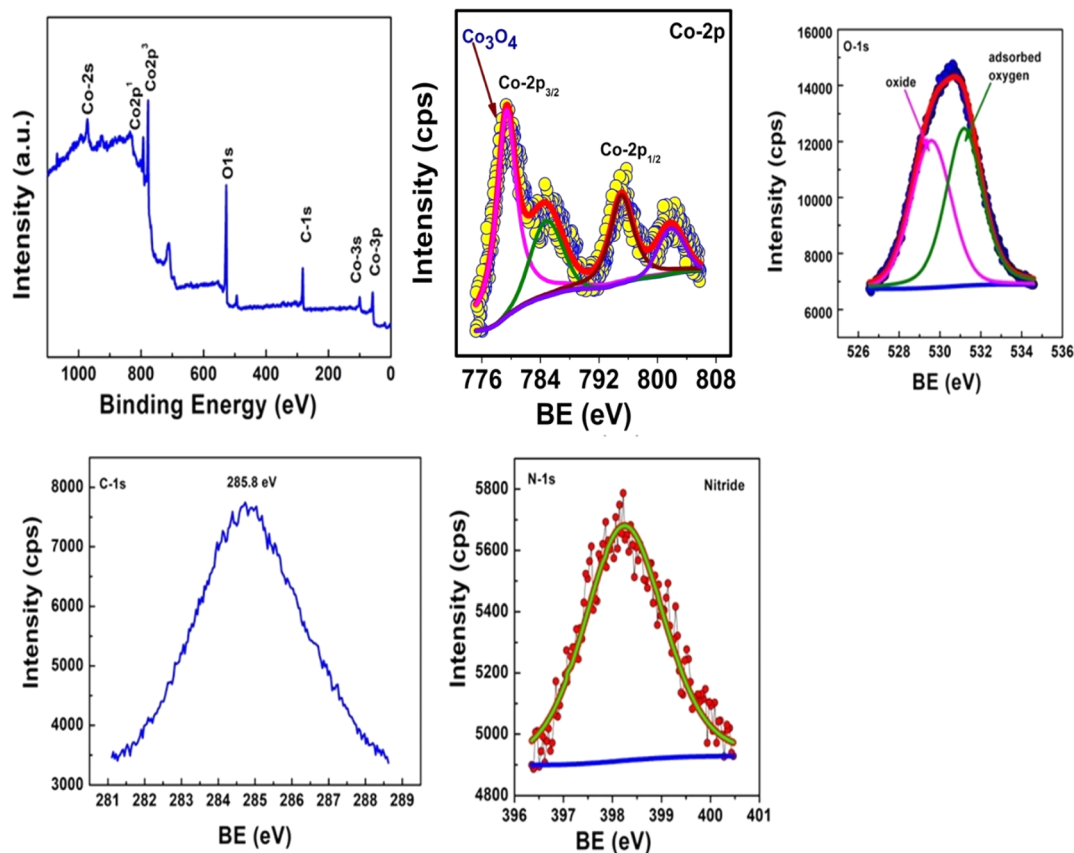 Intensity (a.u.)
Co-2s
Co2p¹
Co2p³
O1s
C-1s
Co-3s
Co-3p
1000 800 600 400 200 0
Binding Energy (eV)
Co₃O₄
Co-2p
Co-2p₃/₂
Co-2p₁/₂
Intensity (cps)
776 784 792 800 808
BE (eV)
16000
14000
12000
10000
8000
6000
O-1s
adsorbed
oxygen
oxide
Intensity (cps)
526 528 530 532 534 536
BE (eV)
8000
7000
6000
5000
4000
3000
C-1s
285.8 eV
Intensity (cps)
281 282 283 284 285 286 287 288 289
BE (eV)
5800
5600
5400
5200
5000
4800
N-1s
Nitride
Intensity (cps)
396 397 398 399 400 401
BE (eV)